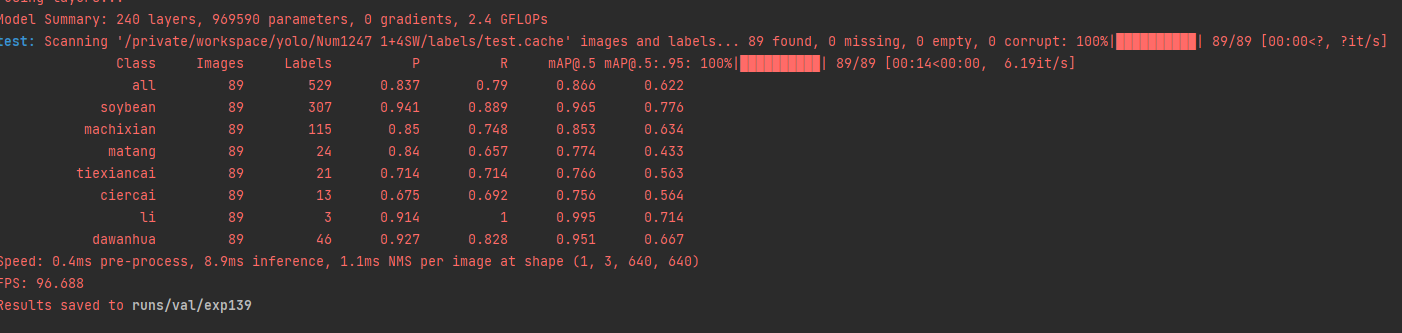 Model Summary: 240 layers, 969590 parameters, 0 gradients, 2.4 GFLOPs
test: Scanning '/private/workspace/yolo/Num1247 1+4SW/labels/test.cache' images and labels... 89 found, 0 missing, 0 empty, 0 corrupt: 100%|██████████| 89/89 [00:00<?, ?it/s]
Class Images Labels P R mAP@.5 mAP@.5:.95: 100%|██████████| 89/89 [00:14<00:00, 6.19it/s]
all 89 529 0.837 0.79 0.866 0.622
soybean 89 307 0.941 0.889 0.965 0.776
machixian 89 115 0.85 0.748 0.853 0.634
matang 89 24 0.84 0.657 0.774 0.433
tiexiancai 89 21 0.714 0.714 0.766 0.563
ciercai 89 13 0.675 0.692 0.756 0.564
li 89 3 0.914 1 0.995 0.714
dawanhua 89 46 0.927 0.828 0.951 0.667
Speed: 0.4ms pre-process, 8.9ms inference, 1.1ms NMS per image at shape (1, 3, 640, 640)
FPS: 96.688
Results saved to runs/val/exp139